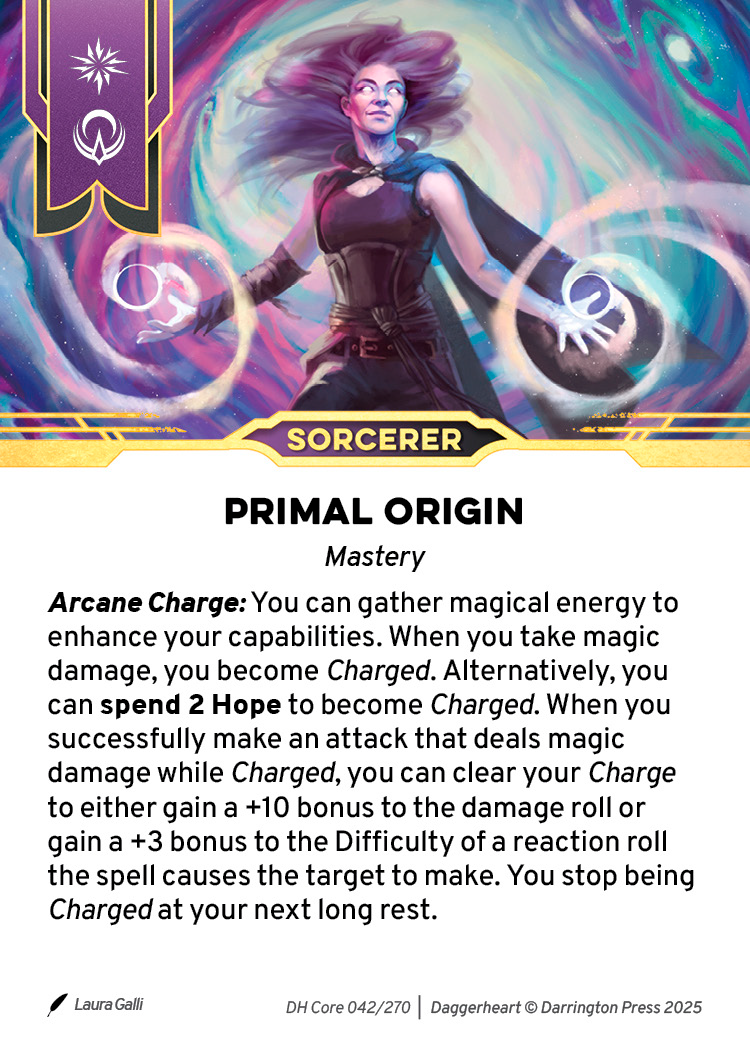 SORCERER
PRIMAL ORIGIN
Mastery
Arcane Charge: You can gather magical energy to
enhance your capabilities. When you take magic
damage, you become Charged. Alternatively, you
can spend 2 Hope to become Charged. When you
successfully make an attack that deals magic
damage while Charged, you can clear your Charge
to either gain a +10 bonus to the damage roll or
gain a +3 bonus to the Difficulty of a reaction roll
the spell causes the target to make. You stop being
Charged at your next long rest.
Laura Galli
DH Core 042/270 | Daggerheart © Darrington Press 2025